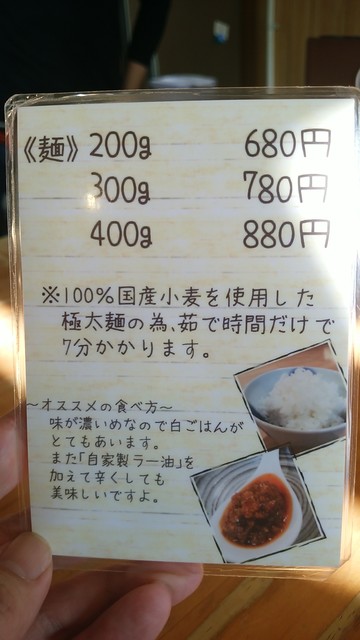 《麺》 200g 680円
300g 780円
400g 880円
※100%国産小麦を使用した
極太麺の為、茹で時間だけで
7分かかります。
～オススメの食べ方～
味が濃いめなので白ごはんが
とてもあいます。
また「自家製ラー油」を
加えて辛くしても
美味しいですよ。